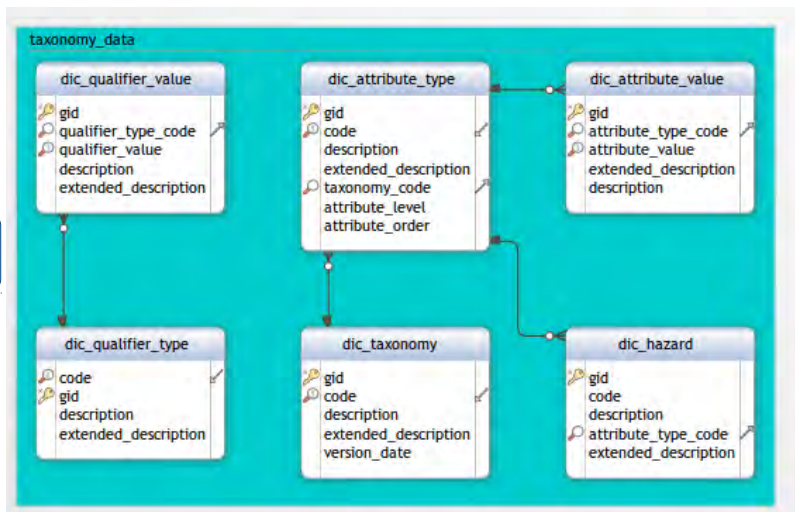 taxonomy_data
dic_qualifier_value
gid
qualifier_type_code
qualifier_value
description
extended_description
dic_attribute_type
gid
code
description
extended_description
taxonomy_code
attribute_level
attribute_order
dic_attribute_value
gid
attribute_type_code
attribute_value
extended_description
description
dic_qualifier_type
code
gid
description
extended_description
dic_taxonomy
gid
code
description
extended_description
version_date
dic_hazard
gid
code
description
attribute_type_code
extended_description